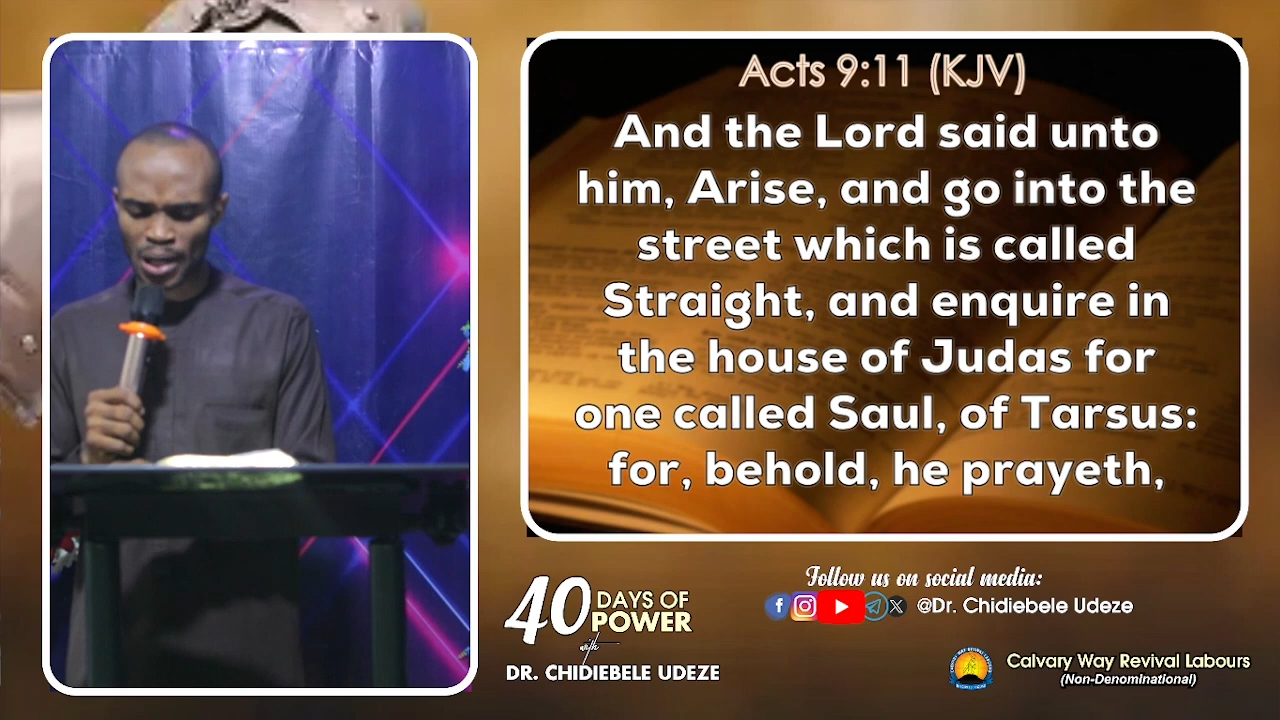 Acts 9:11 (KJV)
And the Lord said unto
him, Arise, and go into the
street which is called
Straight, and enquire in
the house of Judas for
one called Saul, of Tarsus:
for, behold, he prayeth,
40 DAYS OF
POWER
with
DR. CHIDIEBELE UDEZE
Follow us on social media:
@Dr. Chidiebele Udeze
Calvary Way Revival Labours
(Non-Denominational)